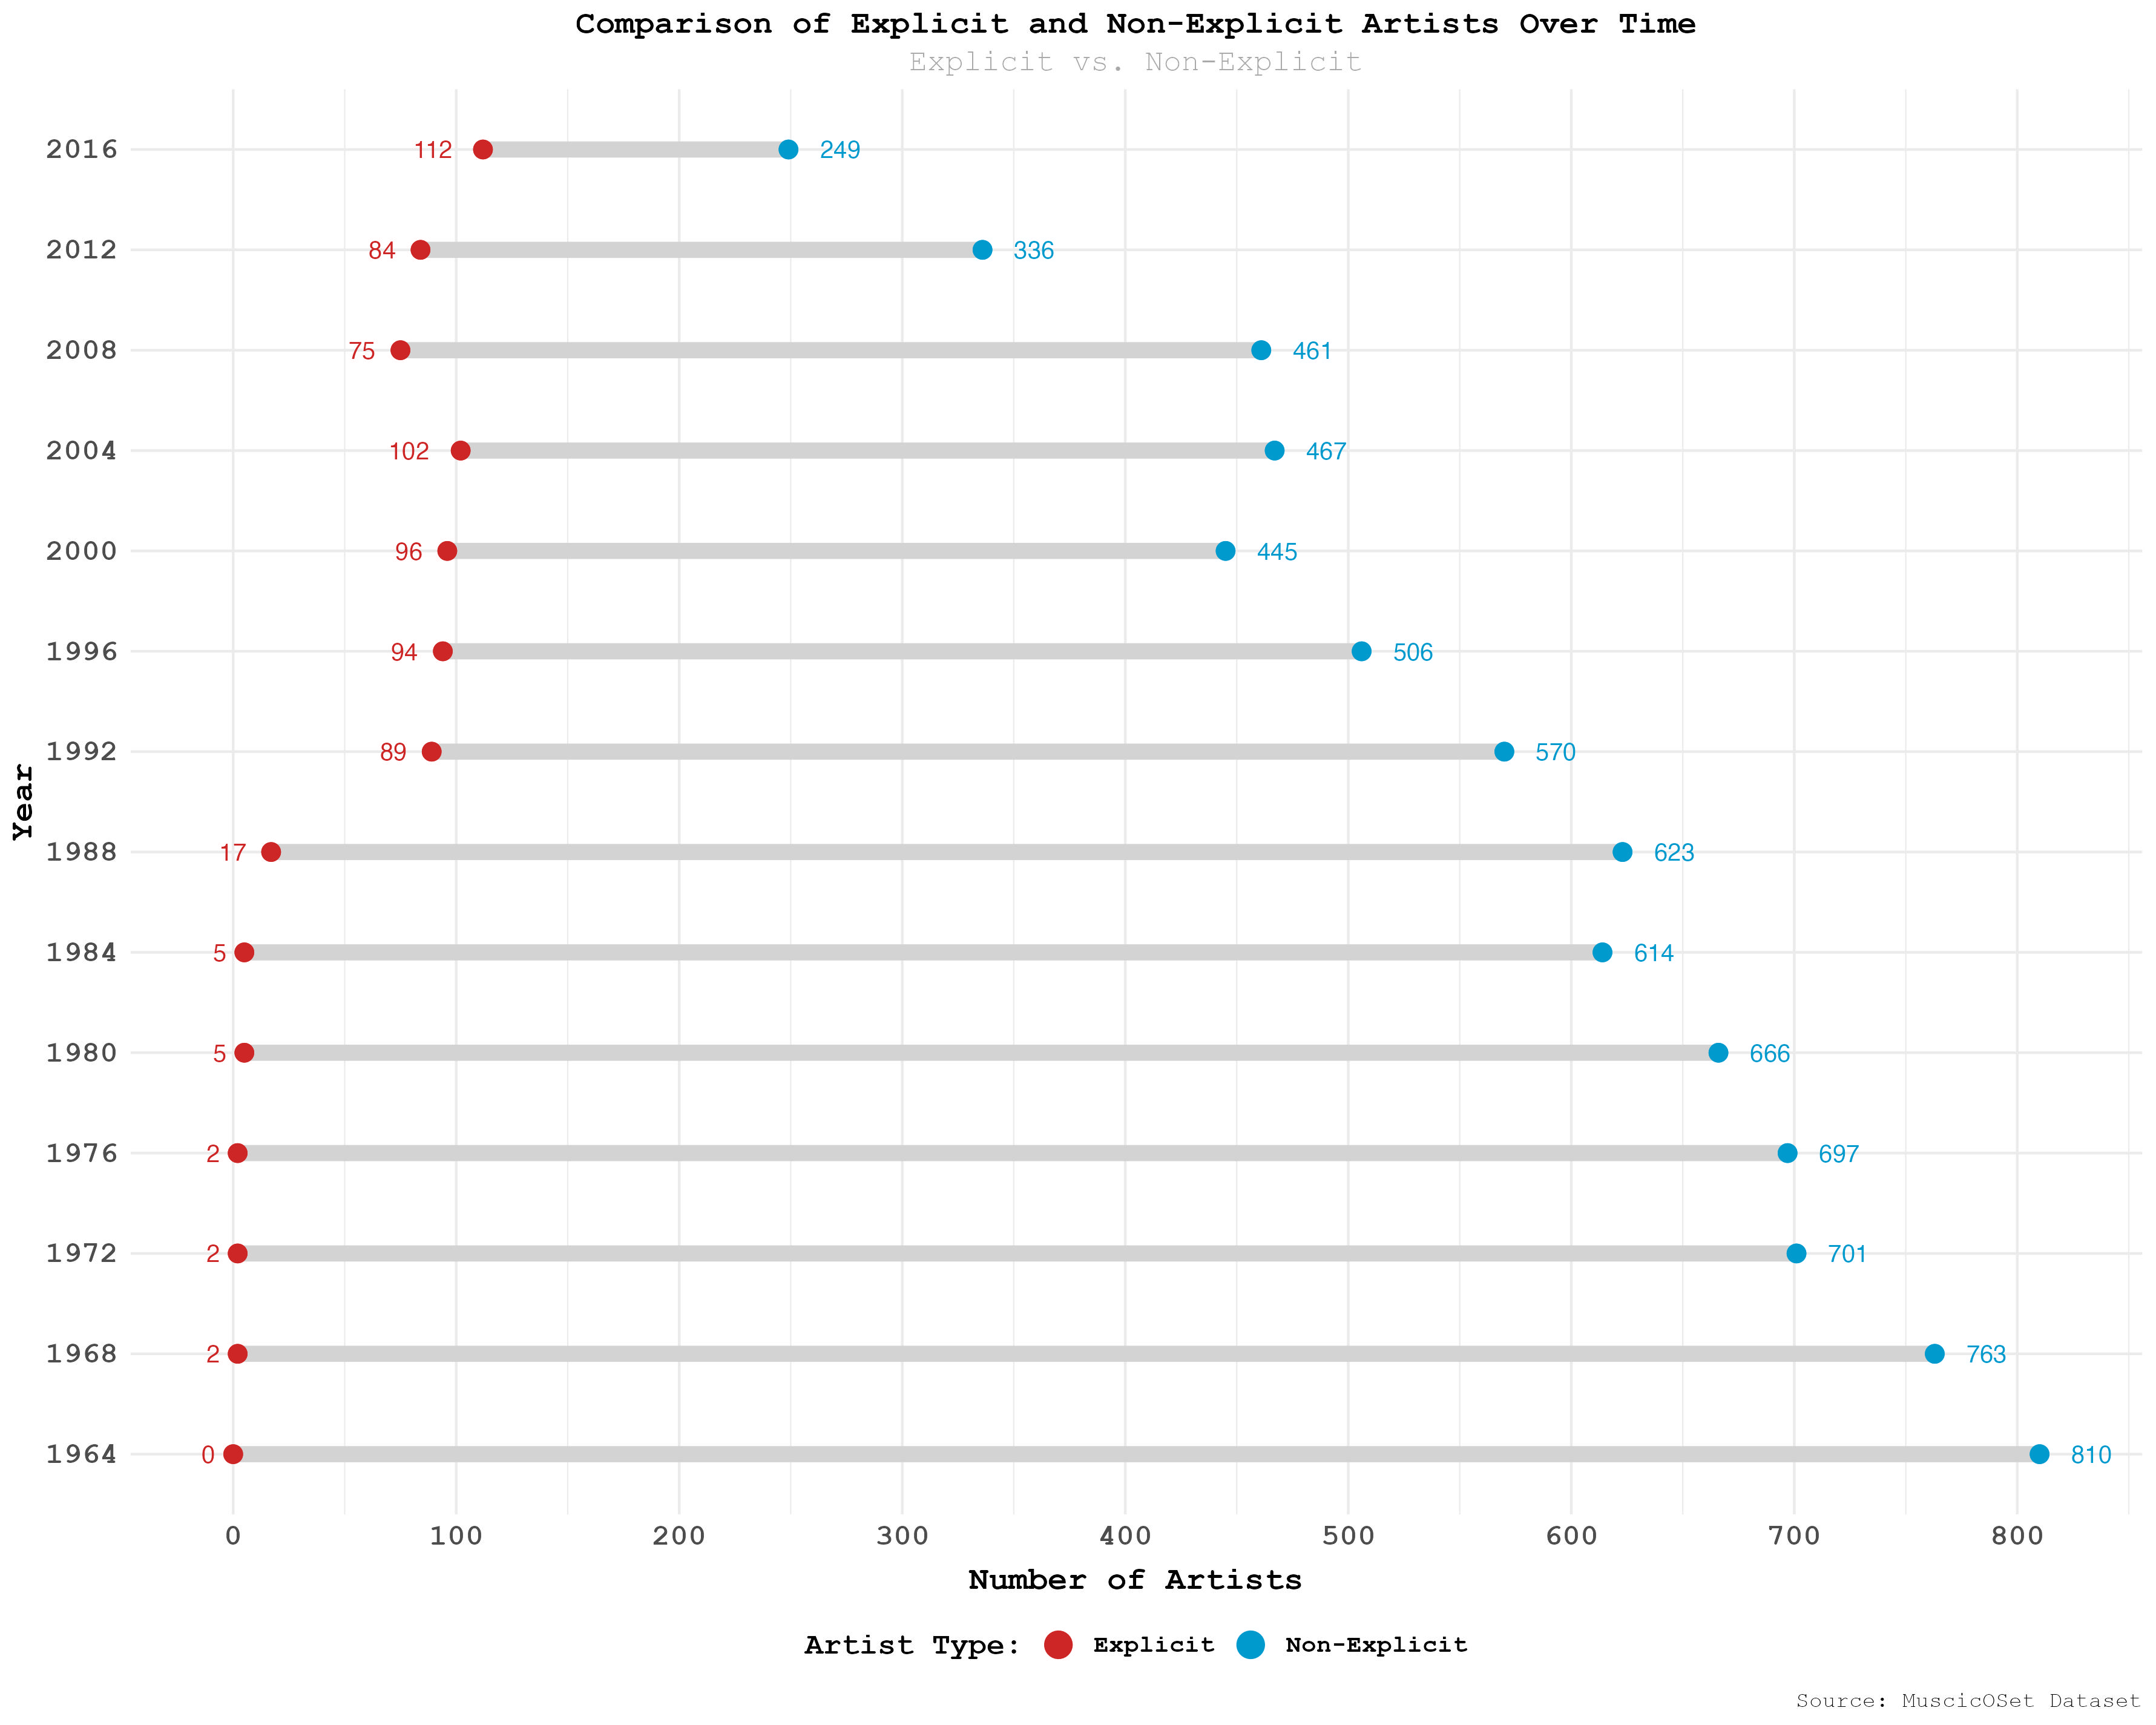 Comparison of Explicit and Non-Explicit Artists Over Time
Explicit vs. Non-Explicit
2016 112 249
2012 84 336
2008 75 461
2004 102 467
2000 96 445
1996 94 506
1992 89 570
Year
1988 17 623
1984 5 614
1980 5 666
1976 2 697
1972 2 701
1968 2 763
1964 0 810
0 100 200 300 400 500 600 700 800
Number of Artists
Artist Type: Explicit Non-Explicit
Source: MuscicOSet Dataset